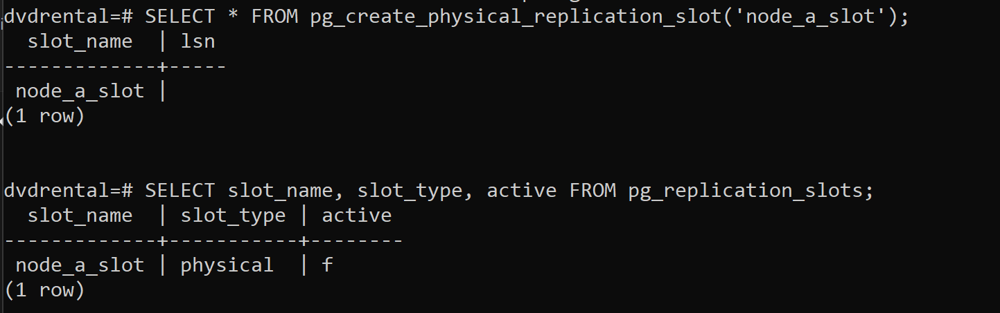 dvdrental=# SELECT * FROM pg_create_physical_replication_slot('node_a_slot');
  slot_name  | lsn
-------------+-----
 node_a_slot |
(1 row)
dvdrental=# SELECT slot_name, slot_type, active FROM pg_replication_slots;
  slot_name  | slot_type | active
-------------+-----------+--------
 node_a_slot | physical  | f
(1 row)